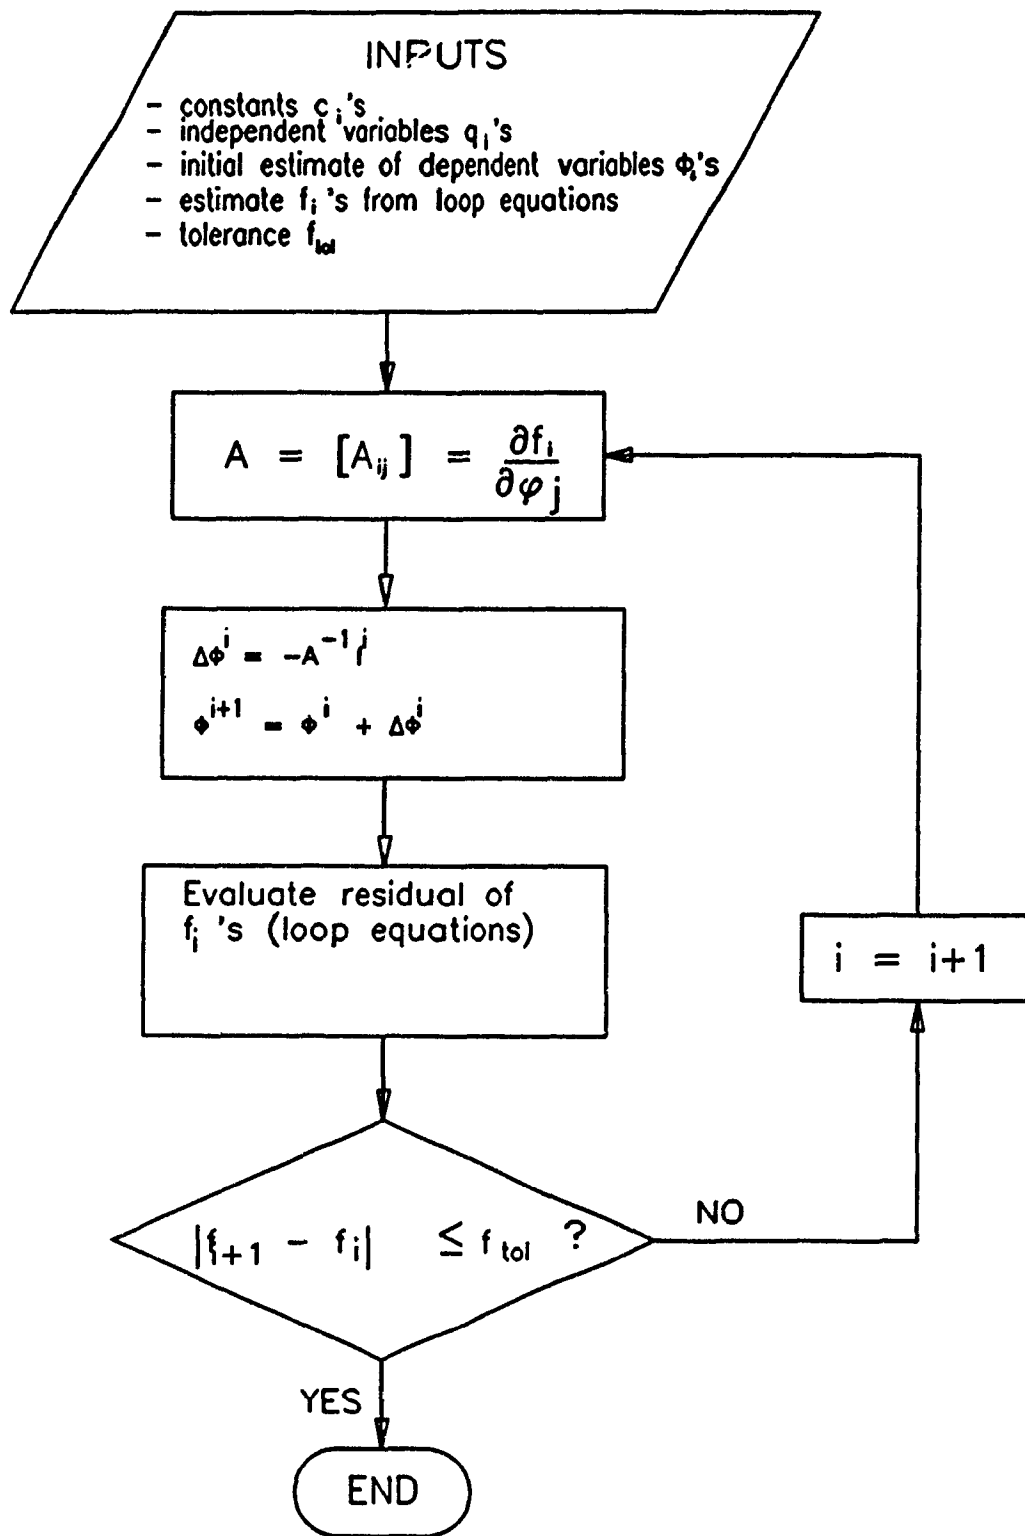 INPUTS
- constants c_i's
- independent variables q_i's
- initial estimate of dependent variables Φ_i's
- estimate f_i's from loop equations
- tolerance f_tol
A = [A_ij] = ∂f_i / ∂φ_j
ΔΦ^i = -A^-1 f^i
Φ^i+1 = Φ^i + ΔΦ^i
Evaluate residual of
f_i 's (loop equations)
i = i+1
|f_i+1 - f_i| ≤ f_tol ?
NO
YES
END